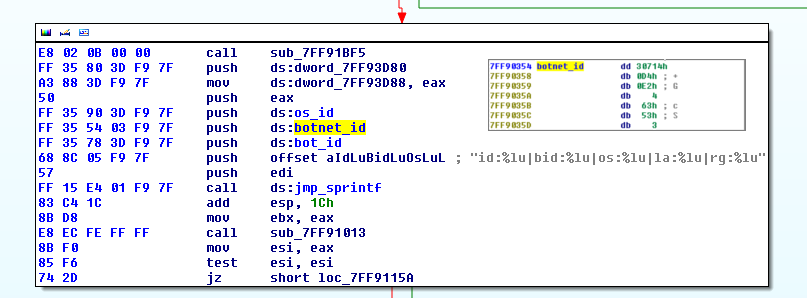 E8 02 0B 00 00 call sub_7FF91BF5
FF 35 80 3D F9 7F push ds:dword_7FF93D80
A3 88 3D F9 7F mov ds:dword_7FF93D88, eax
50 push eax
FF 35 90 3D F9 7F push ds:os_id
FF 35 54 03 F9 7F push ds:botnet_id
FF 35 78 3D F9 7F push ds:bot_id
68 8C 05 F9 7F push offset aIdLuBidLuOsLuL ; "id:%lu|bid:%lu|os:%lu|la:%lu|rg:%lu"
57 push edi
FF 15 E4 01 F9 7F call ds:jmp_sprintf
83 C4 1C add esp, 1Ch
8B D8 mov ebx, eax
E8 EC FE FF FF call sub_7FF91013
8B F0 mov esi, eax
85 F6 test esi, esi
74 2D jz short loc_7FF9115A
7FF90354 botnet_id dd 30714h
7FF90358 db 0D4h ; +
7FF90359 db 0E2h ; G
7FF9035A db 4
7FF9035B db 63h ; c
7FF9035C db 53h ; S
7FF9035D db 3